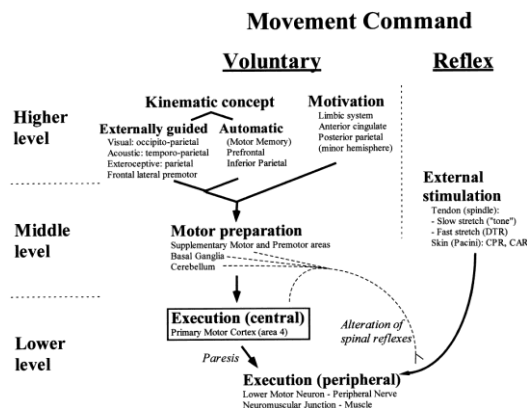 Movement Command
Voluntary
Reflex
Higher level
Kinematic concept
Externally guided
Visual: occipito-parietal
Acoustic: temporo-parietal
Exteroceptive: parietal
Frontal lateral premotor
Automatic
(Motor Memory)
Prefrontal
Inferior Parietal
Motivation
Limbic system
Anterior cingulate
Posterior parietal
(minor hemisphere)
External
stimulation
Tendon (spindle):
- Slow stretch ("tone")
- Fast stretch (DTR)
Skin (Pacini): CPR, CAR
Middle
level
Motor preparation
Supplementary Motor and Premotor areas
Basal Ganglia
Cerebellum
Execution (central)
Primary Motor Cortex (area 4)
Alteration of
spinal reflexes
Lower
level
Paresis
Execution (peripheral)
Lower Motor Neuron - Peripheral Nerve
Neuromuscular Junction - Muscle